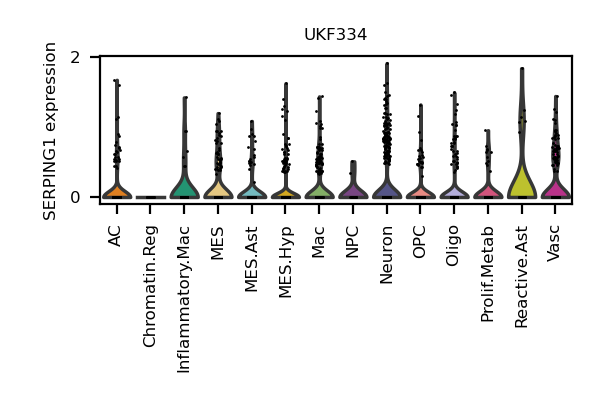 UKF334
SERPING1 expression
2
0
AC
Chromatin.Reg
Inflammatory.Mac
MES
MES.Ast
MES.Hyp
Mac
NPC
Neuron
OPC
Oligo
Prolif.Metab
Reactive.Ast
Vasc